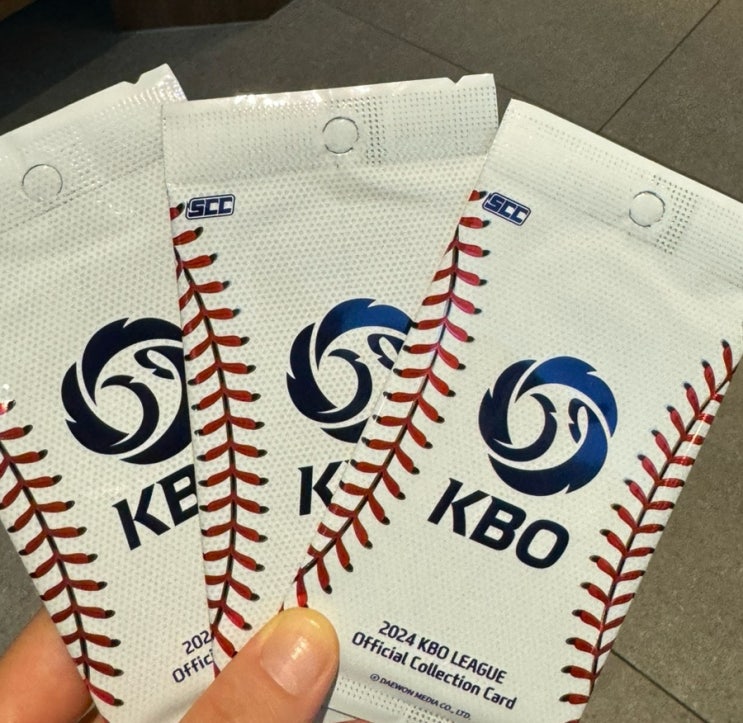 SCC
KBO
2024 KBO LEAGUE
Official Collection Card
© DAEWON MEDIA CO., LTD.
SCC